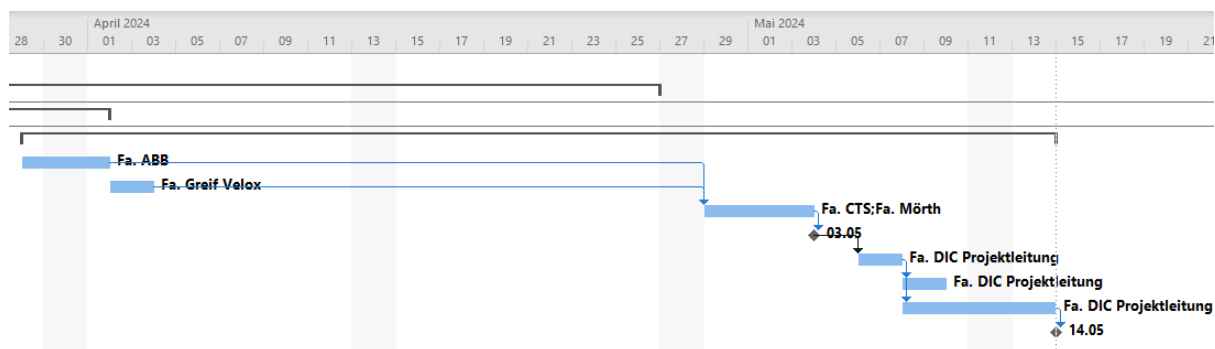 April 2024 Mai 2024
28 30 01 03 05 07 09 11 13 15 17 19 21 23 25 27 29 01 03 05 07 09 11 13 15 17 19 21
Fa. ABB
Fa. Greif Velox
Fa. CTS;Fa. Mörth
03.05
Fa. DIC Projektleitung
Fa. DIC Projektleitung
Fa. DIC Projektleitung
14.05